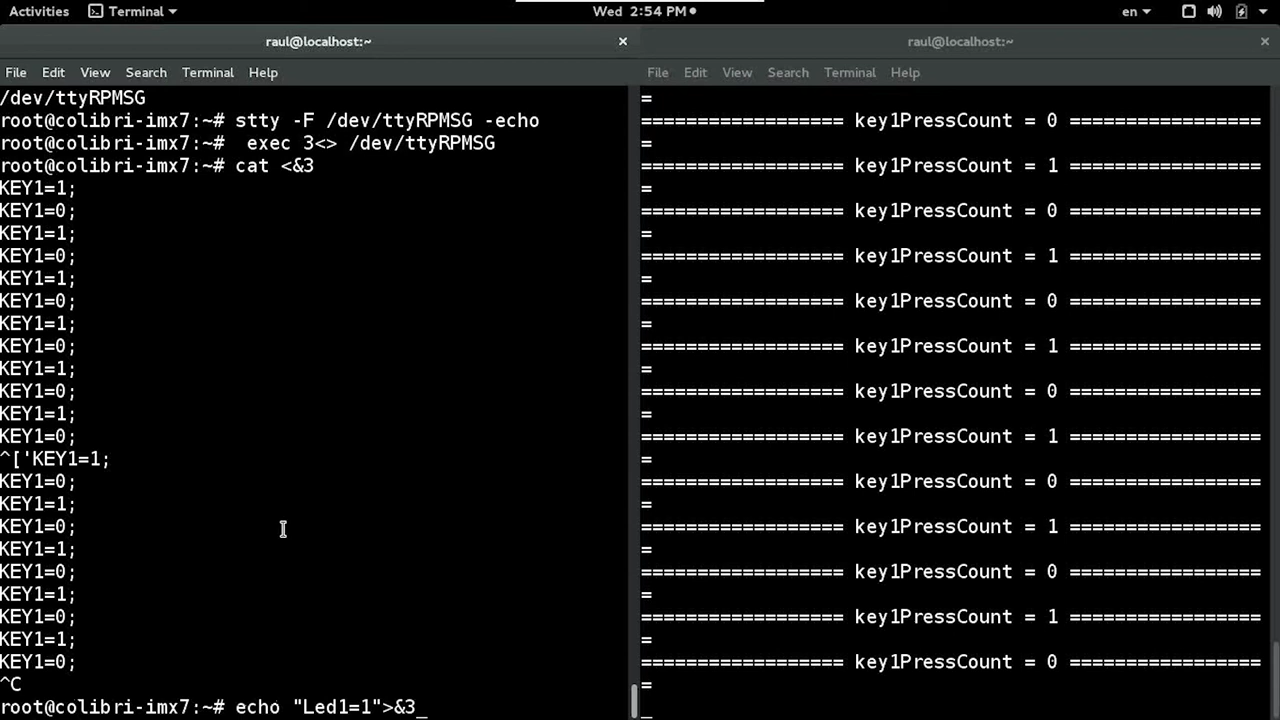 Activities Terminal Wed 2:54 PM en
raul@localhost:~
File Edit View Search Terminal Help
/dev/ttyRPMSG
root@colibri-imx7:~# stty -F /dev/ttyRPMSG -echo
root@colibri-imx7:~#  exec 3<> /dev/ttyRPMSG
root@colibri-imx7:~# cat <&3
KEY1=1;
KEY1=0;
KEY1=1;
KEY1=0;
KEY1=1;
KEY1=0;
KEY1=1;
KEY1=0;
KEY1=1;
KEY1=0;
KEY1=1;
KEY1=0;
^['KEY1=1;
KEY1=0;
KEY1=1;
KEY1=0;
KEY1=1;
KEY1=0;
KEY1=1;
KEY1=0;
KEY1=1;
KEY1=0;
^C
root@colibri-imx7:~# echo "Led1=1">&3_
raul@localhost:~
File Edit View Search Terminal Help
=
================= key1PressCount = 0 ================
=
================= key1PressCount = 1 ================
=
================= key1PressCount = 0 ================
=
================= key1PressCount = 1 ================
=
================= key1PressCount = 0 ================
=
================= key1PressCount = 1 ================
=
================= key1PressCount = 0 ================
=
================= key1PressCount = 1 ================
=
================= key1PressCount = 0 ================
=
================= key1PressCount = 1 ================
=
================= key1PressCount = 0 ================
=
================= key1PressCount = 1 ================
=
================= key1PressCount = 0 ================
=